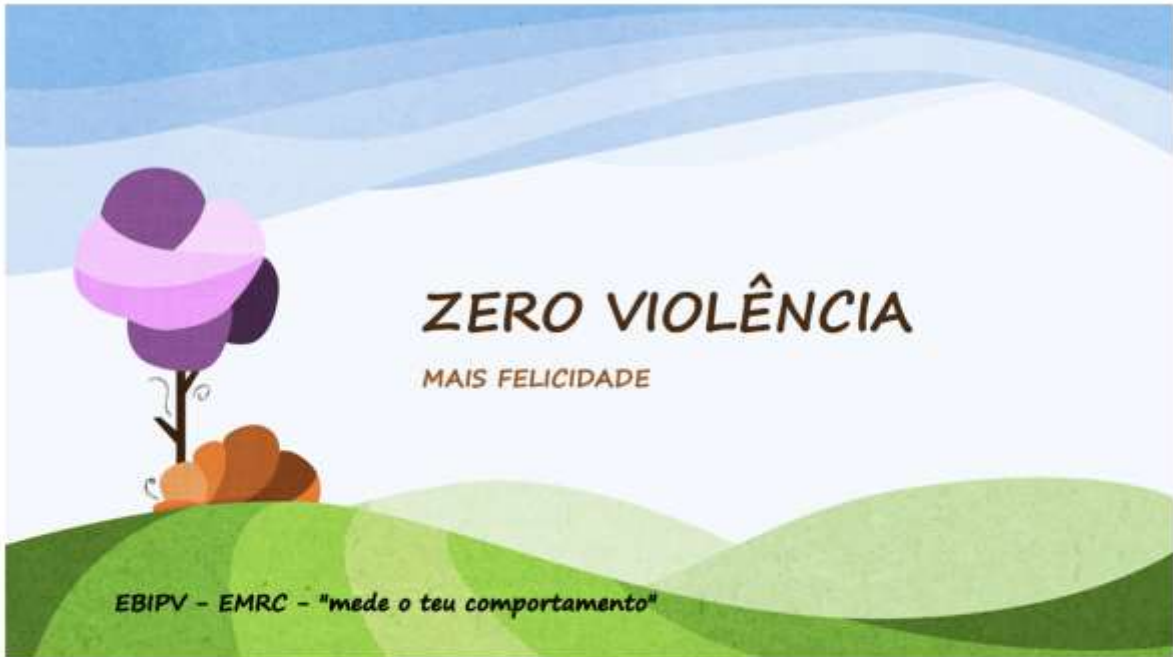 ZERO VIOLÊNCIA
MAIS FELICIDADE
EBIPV - EMRC - "mede o teu comportamento"